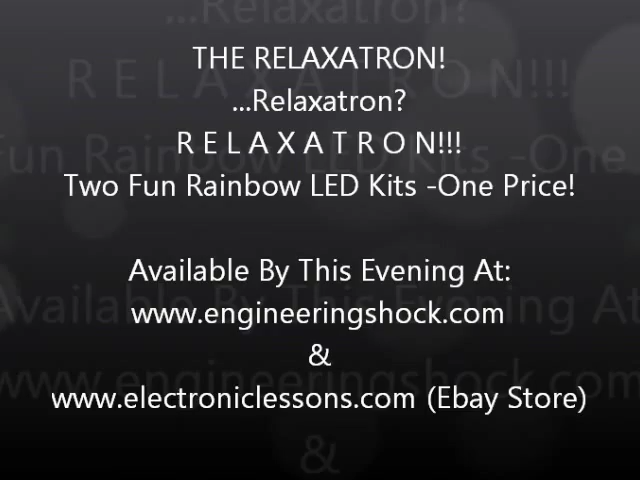 THE RELAXATRON!
...Relaxatron?
R E L A X A T R O N!!!
Two Fun Rainbow LED Kits -One Price!
Available By This Evening At:
www.engineeringshock.com
&
www.electroniclessons.com (Ebay Store)